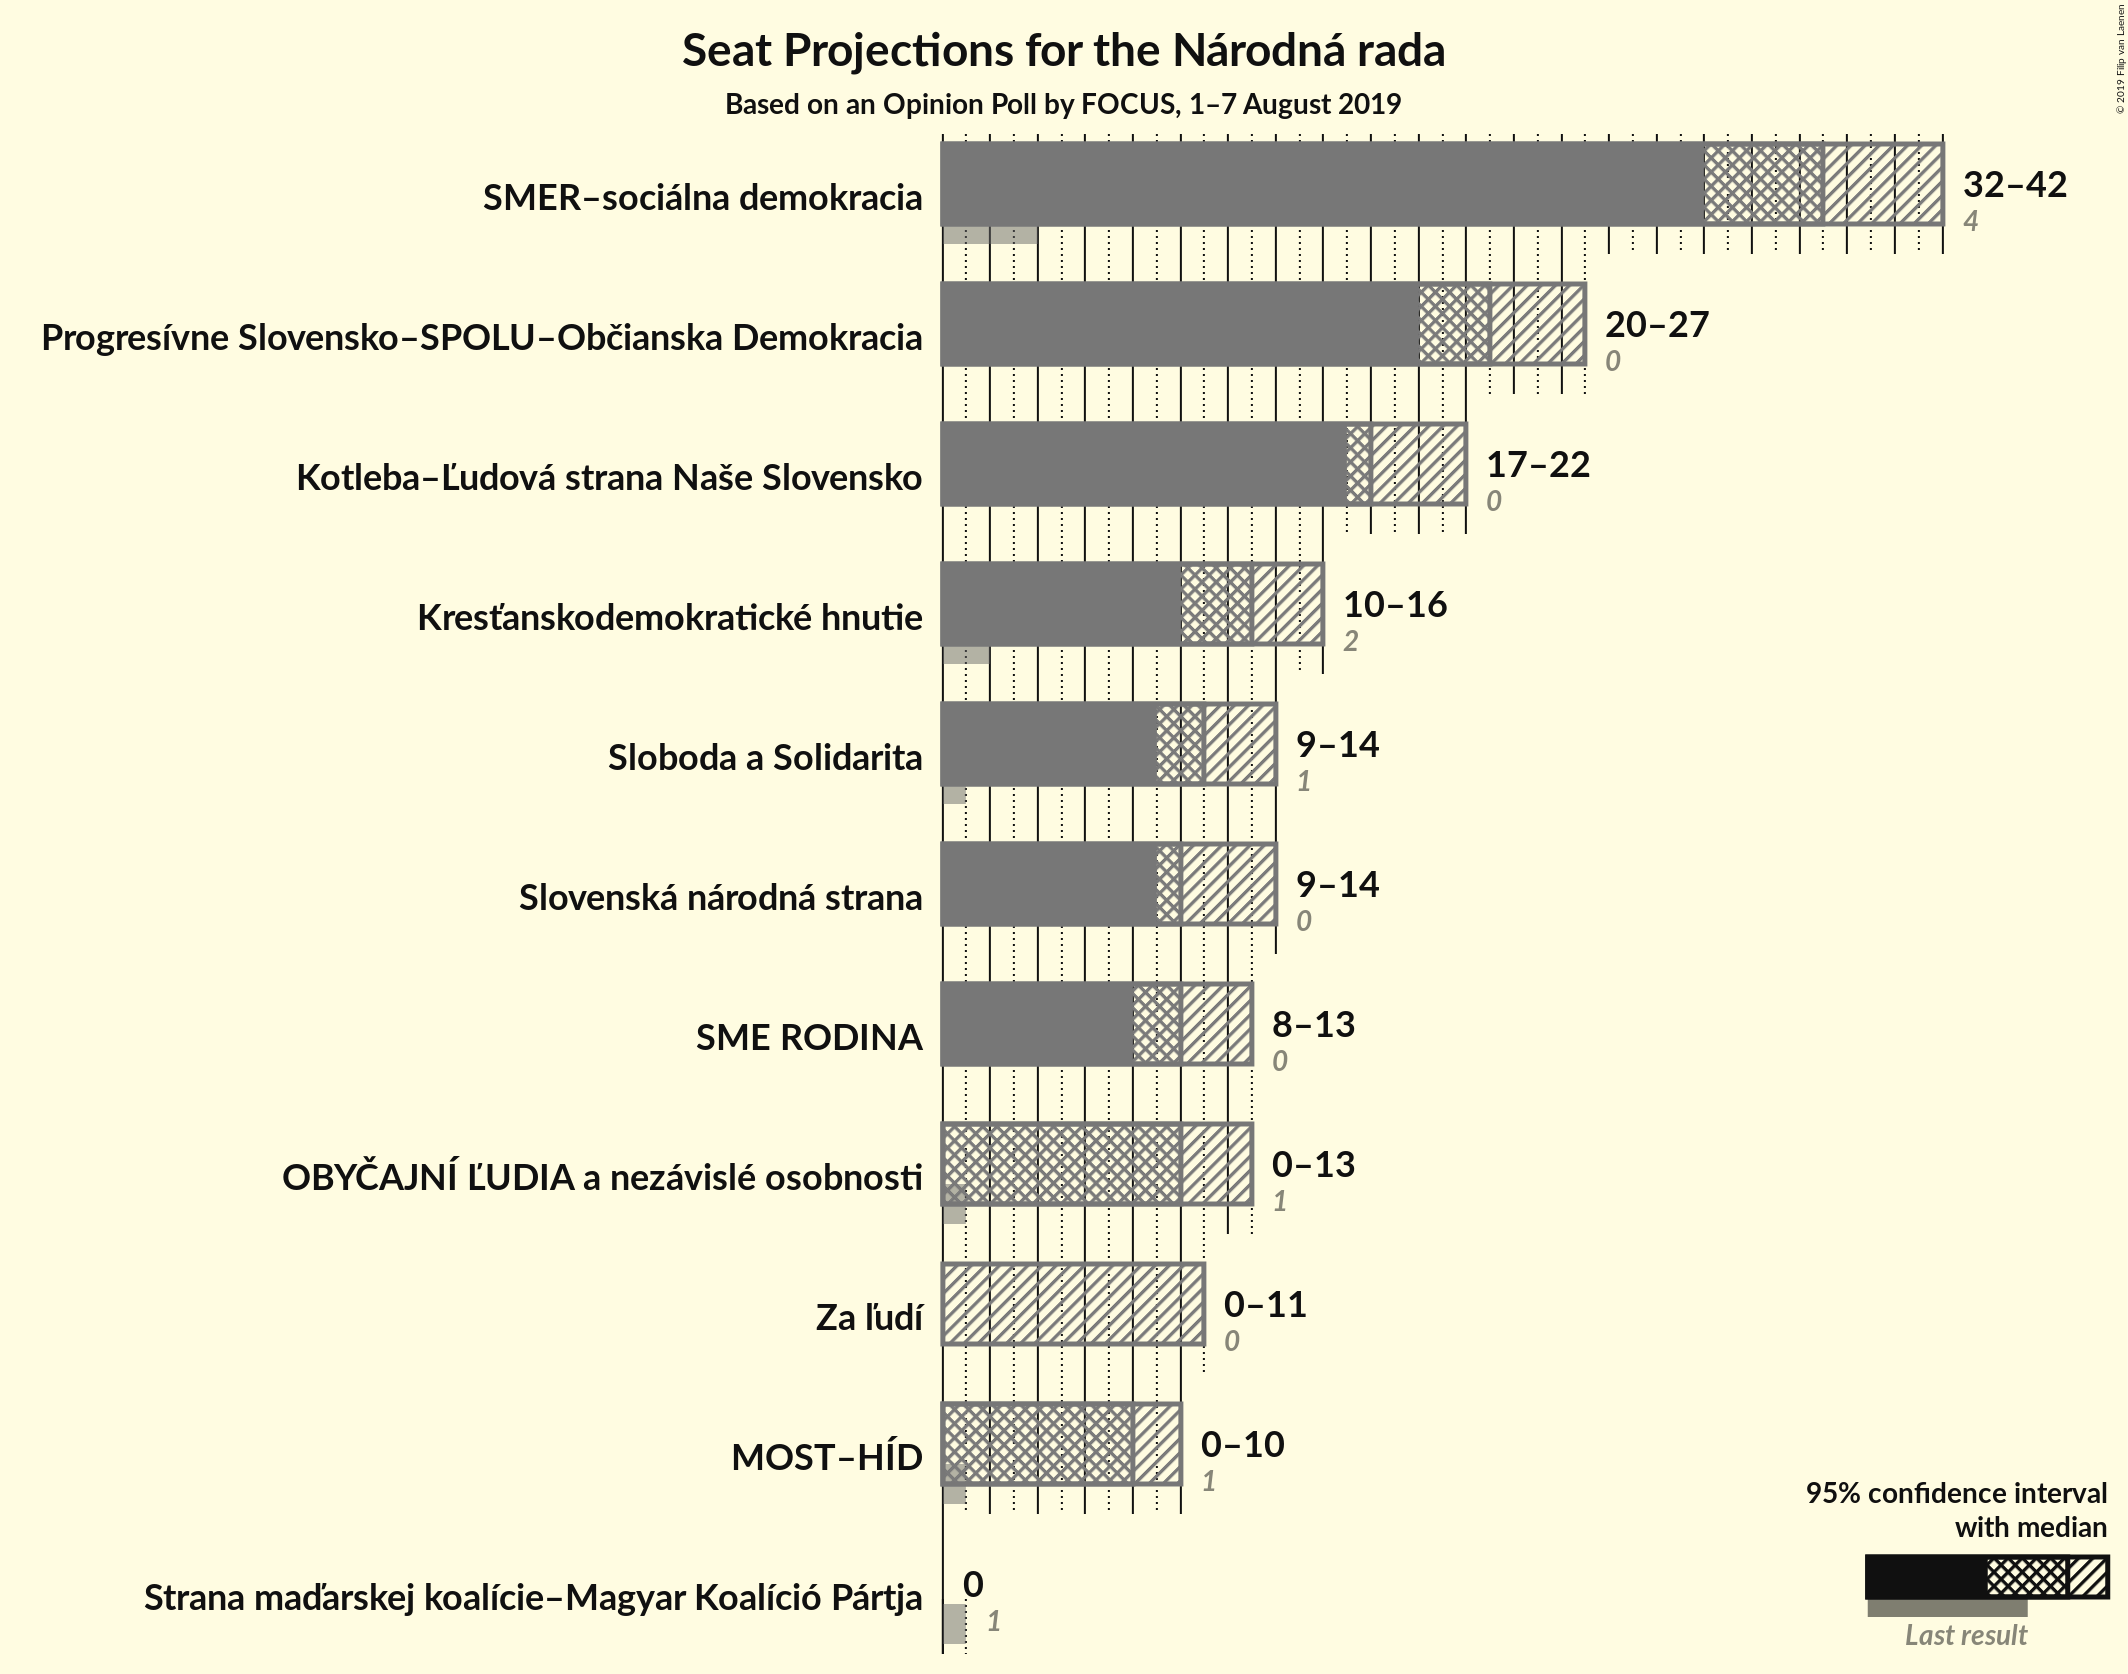 Seat Projections for the Národná rada
Based on an Opinion Poll by FOCUS, 1–7 August 2019
© 2019 Filip van Laenen
SMER–sociálna demokracia
32–42
4
Progresívne Slovensko–SPOLU–Občianska Demokracia
20–27
0
Kotleba–Ľudová strana Naše Slovensko
17–22
0
Kresťanskodemokratické hnutie
10–16
2
Sloboda a Solidarita
9–14
1
Slovenská národná strana
9–14
0
SME RODINA
8–13
0
OBYČAJNÍ ĽUDIA a nezávislé osobnosti
0–13
1
Za ľudí
0–11
0
MOST–HÍD
0–10
1
Strana maďarskej koalície–Magyar Koalíció Pártja
0
1
95% confidence interval
with median
Last result